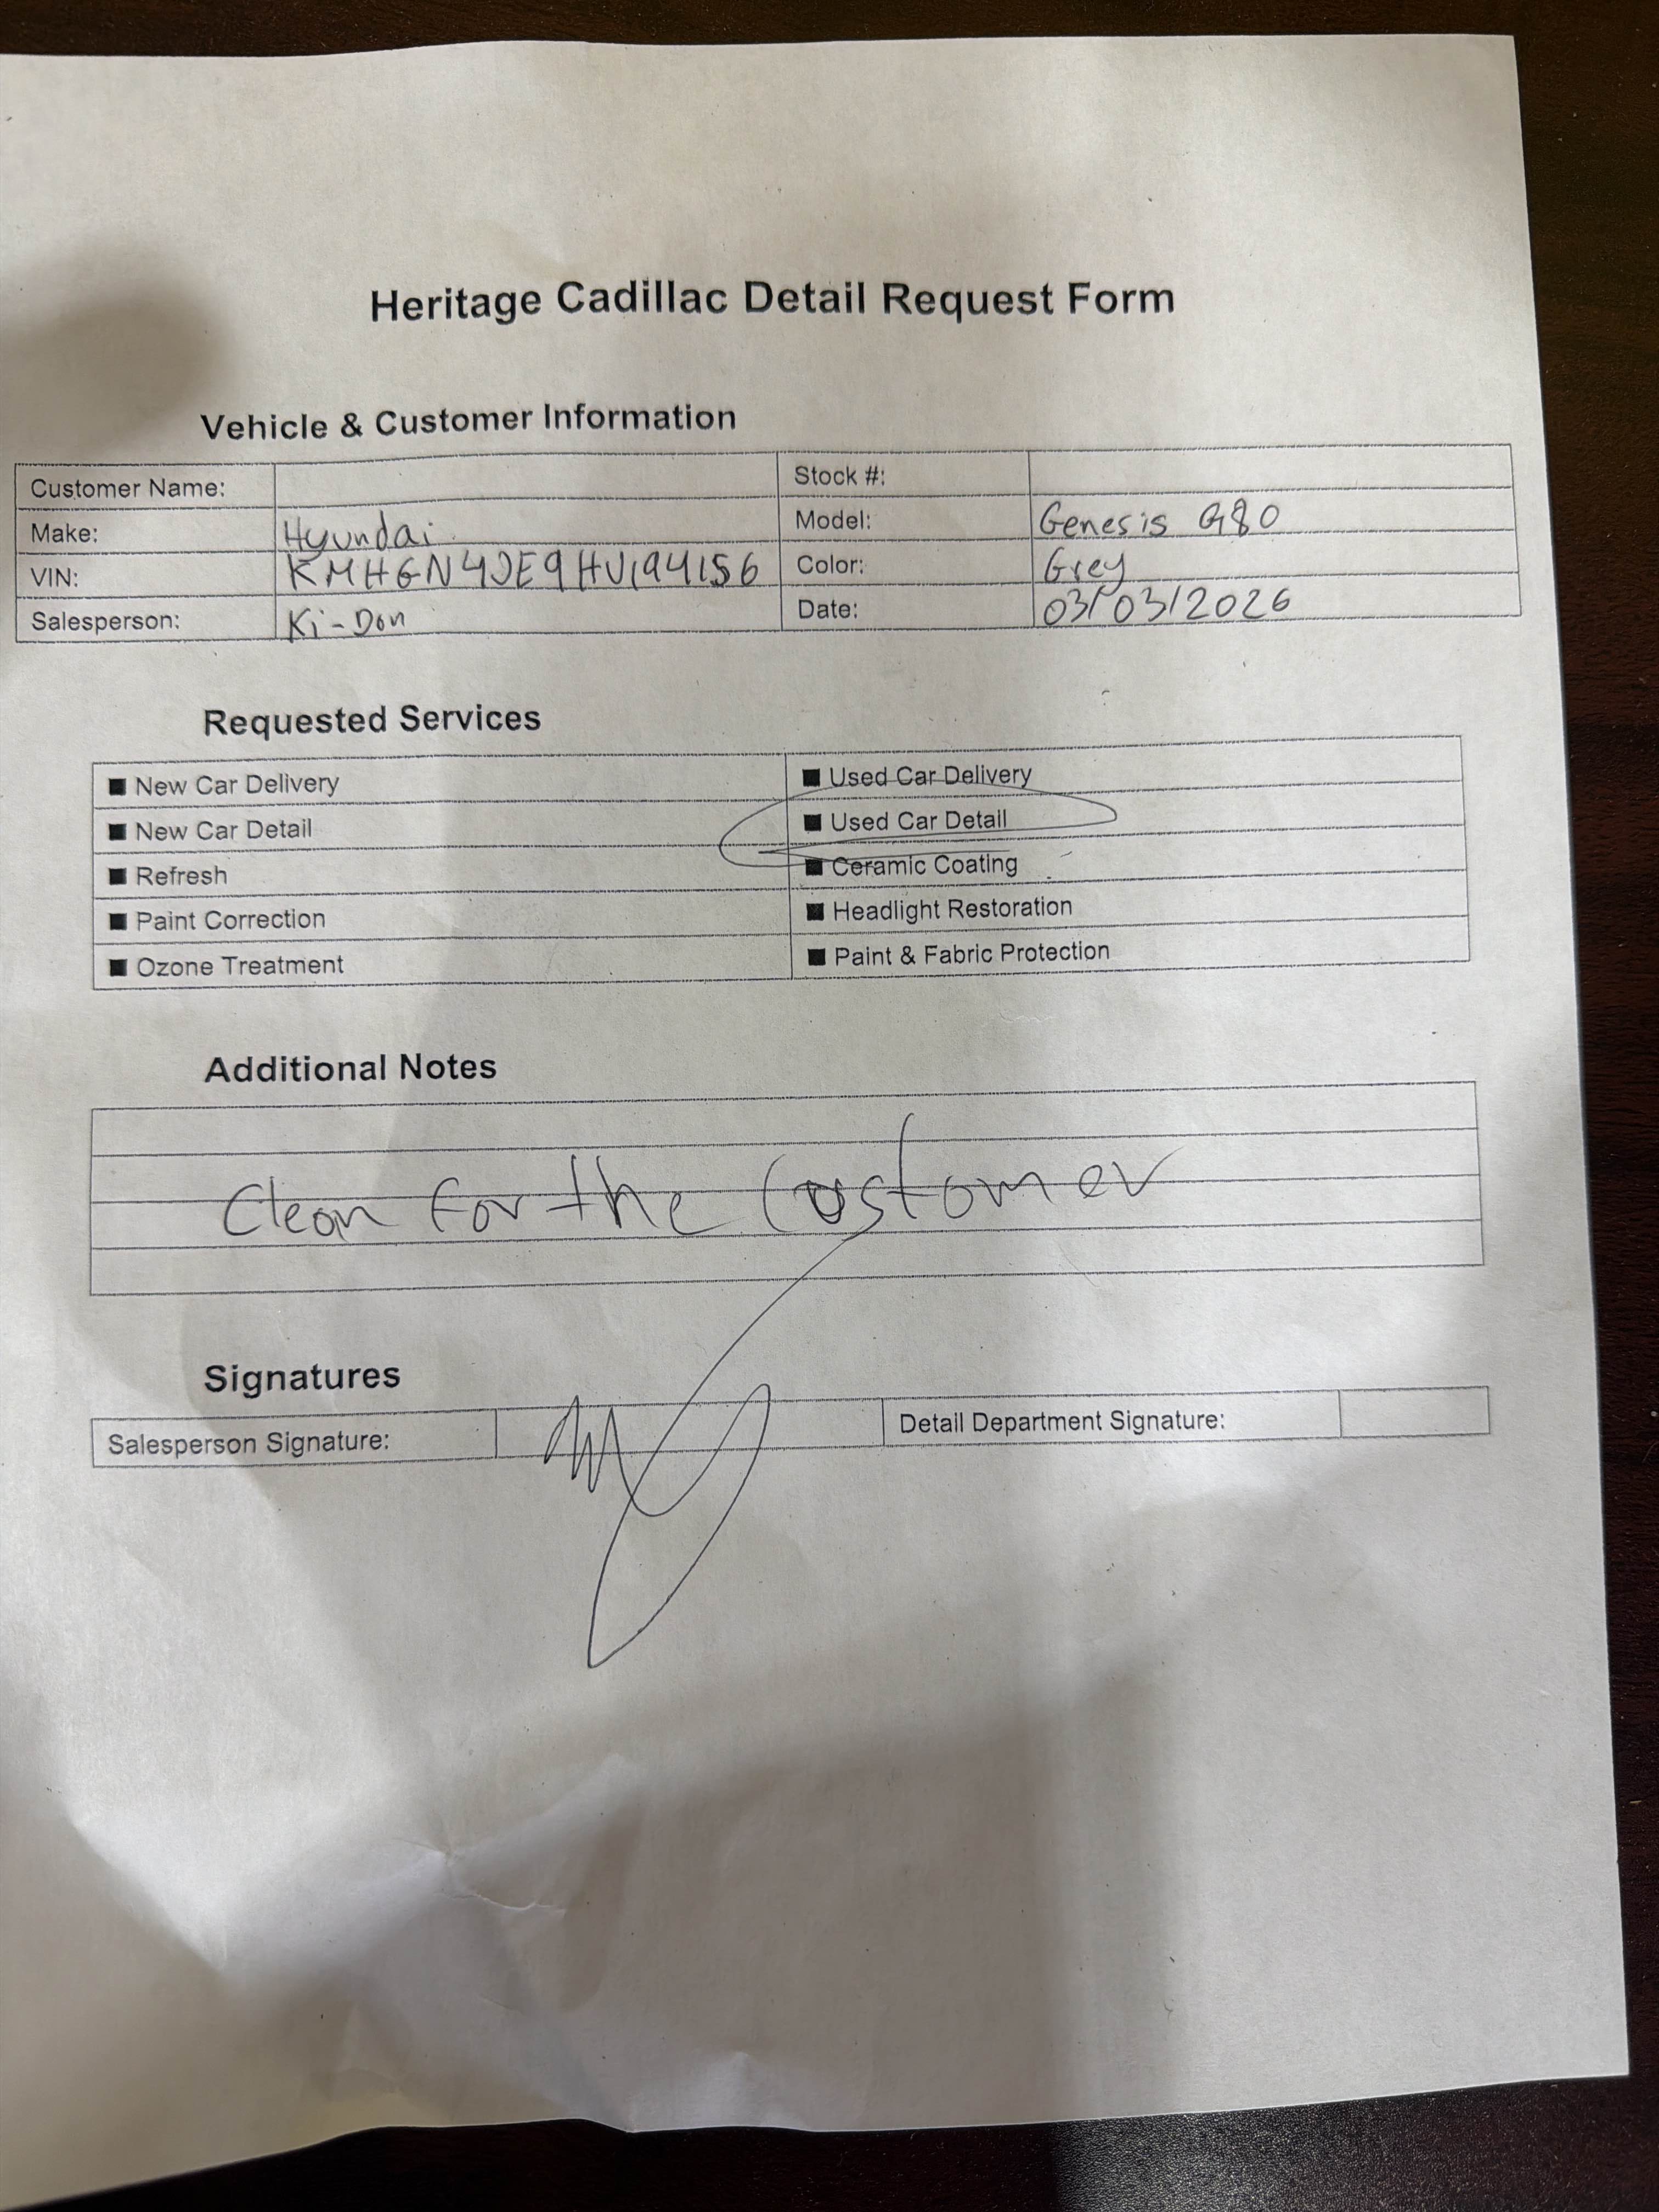 Heritage Cadillac Detail Request Form
Vehicle & Customer Information
Customer Name: Stock #:
Make: Hyundai Model: Genesis G80
VIN: KMHGN4JE9HU194156 Color: Grey
Salesperson: Ki-Don Date: 03/03/2026
Requested Services
■ New Car Delivery ■ Used Car Delivery
■ New Car Detail ■ Used Car Detail
■ Refresh ■ Ceramic Coating
■ Paint Correction ■ Headlight Restoration
■ Ozone Treatment ■ Paint & Fabric Protection
Additional Notes
Clean For the Customer
Signatures
Salesperson Signature: Detail Department Signature: